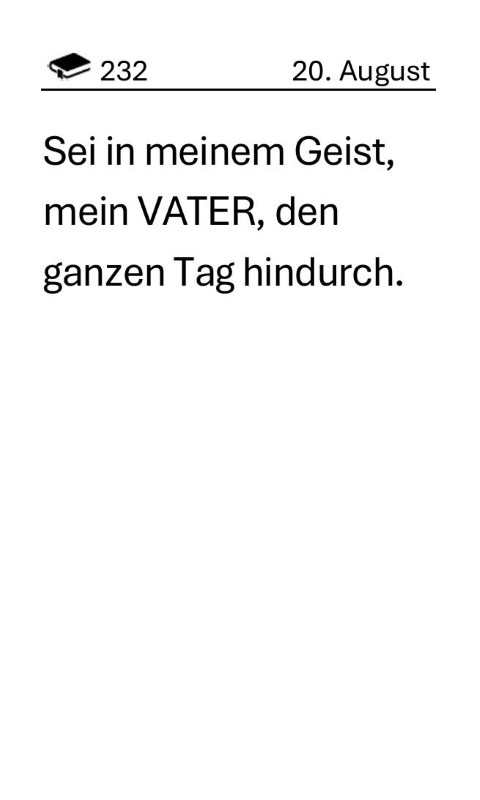 232 20. August
Sei in meinem Geist,
mein VATER, den
ganzen Tag hindurch.